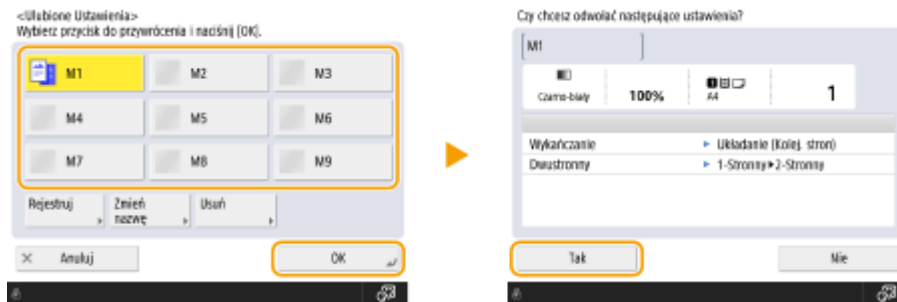 <Ulubione Ustawienia>
Wybierz przycisk do przywrócenia i naciśnij [OK].
M1
M2
M3
M4
M5
M6
M7
M8
M9
Rejestruj
Zmień
nazwę
Usuń
Anuluj
OK
Czy chcesz odwołać następujące ustawienia?
M1
Czarno-biały
100%
1
A4
1
Wykańczanie
Układanie (Kolej. stron)
Dwustronny
1-Stronny►2-Stronny
Tak
Nie